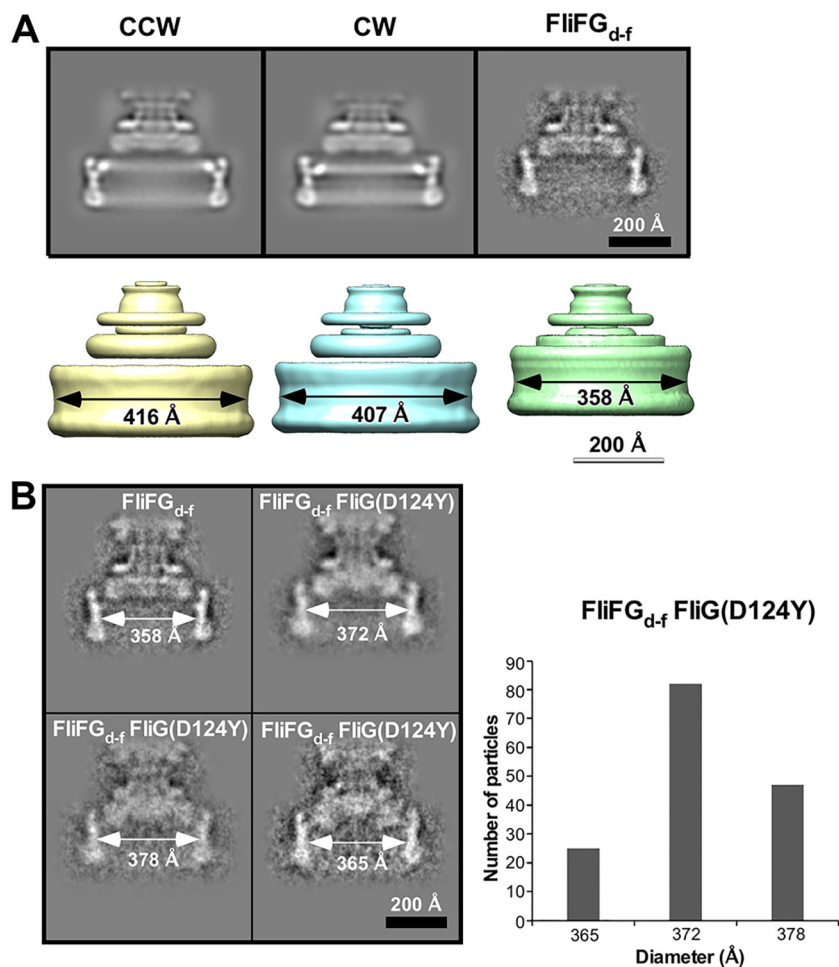 A
CCW CW FliFGd-f
200 Å
416 Å 407 Å 358 Å
200 Å
B
FliFGd-f FliFGd-f FliG(D124Y)
358 Å 372 Å
FliFGd-f FliG(D124Y) FliFGd-f FliG(D124Y)
378 Å 365 Å
200 Å
FliFGd-f FliG(D124Y)
Number of particles
90
80
70
60
50
40
30
20
10
0
365 372 378
Diameter (Å)